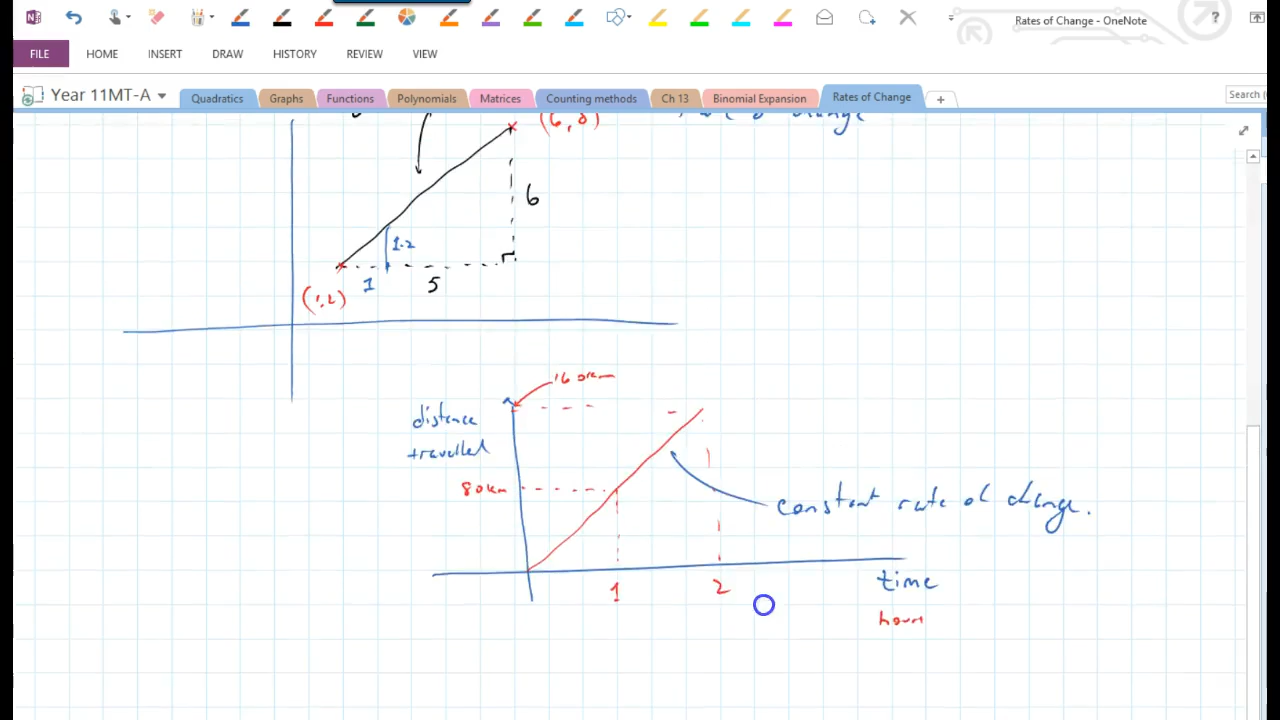 Rates of Change - OneNote
?
FILE HOME INSERT DRAW HISTORY REVIEW VIEW
Year 11MT-A Quadratics Graphs Functions Polynomials Matrices Counting methods Ch 13 Binomial Expansion Rates of Change + Search (
(6, 8)
change
6
1.2
1
5
160km
distance
travelled
80km
constant rate of change.
time
1
2
hours